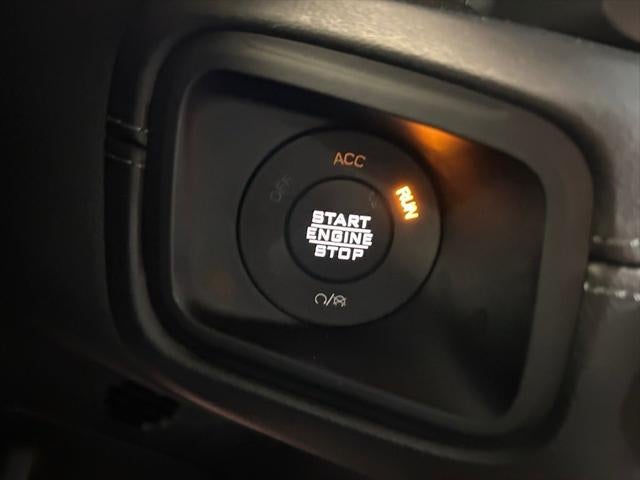 ACC
OFF
RUN
START
ENGINE
STOP